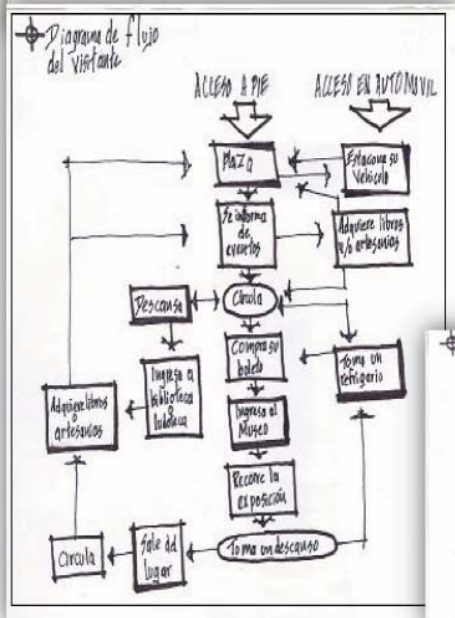 Diagrama de flujo
del visitante
ACCESO A PIE
ACCESO EN AUTOMOVIL
Plaza
Estaciona su
Vehículo
Se informa
de
eventos
Adquiere libros
y/o artesanías
Descansa
Circula
Compra su
boleto
Toma un
refrigerio
Ingresa a
biblioteca
o
ludoteca
Adquiere libros
o
artesanías
Ingresa al
Museo
Recorre la
exposición
Circula
Sale del
lugar
Toma un descanso